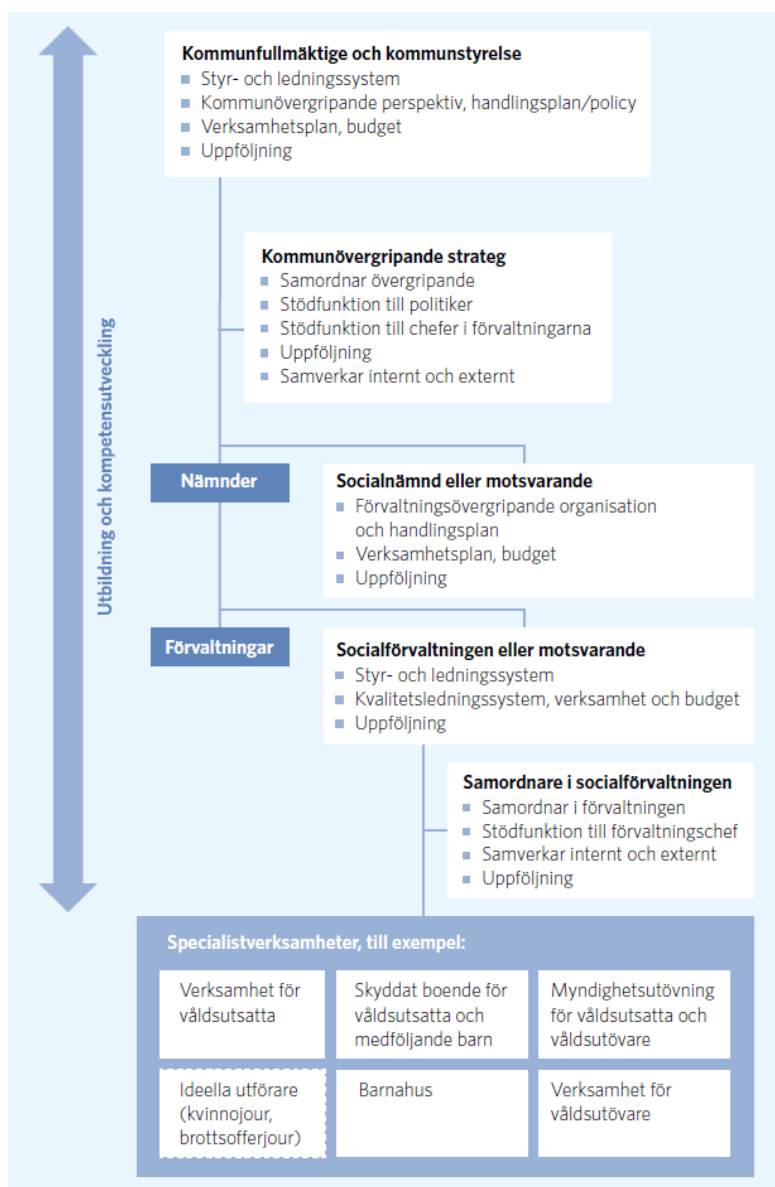 Kommunfullmäktige och kommunstyrelse
Styr- och ledningssystem
Kommunövergripande perspektiv, handlingsplan/policy
Verksamhetsplan, budget
Uppföljning
Kommunövergripande strateg
Samordnar övergripande
Stödfunktion till politiker
Stödfunktion till chefer i förvaltningarna
Uppföljning
Samverkar internt och externt
Utbildning och kompetensutveckling
Nämnder
Socialnämnd eller motsvarande
Förvaltningsövergripande organisation
och handlingsplan
Verksamhetsplan, budget
Uppföljning
Förvaltningar
Socialförvaltningen eller motsvarande
Styr- och ledningssystem
Kvalitetsledningssystem, verksamhet och budget
Uppföljning
Samordnare i socialförvaltningen
Samordnar i förvaltningen
Stödfunktion till förvaltningschef
Samverkar internt och externt
Uppföljning
Specialistverksamheter, till exempel:
Verksamhet för
våldsutsatta
Skyddat boende för
våldsutsatta och
medföljande barn
Myndighetsutövning
för våldsutsatta och
våldsutövare
Ideella utförare
(kvinnojour,
brottsofferjour)
Barnahus
Verksamhet för
våldsutövare